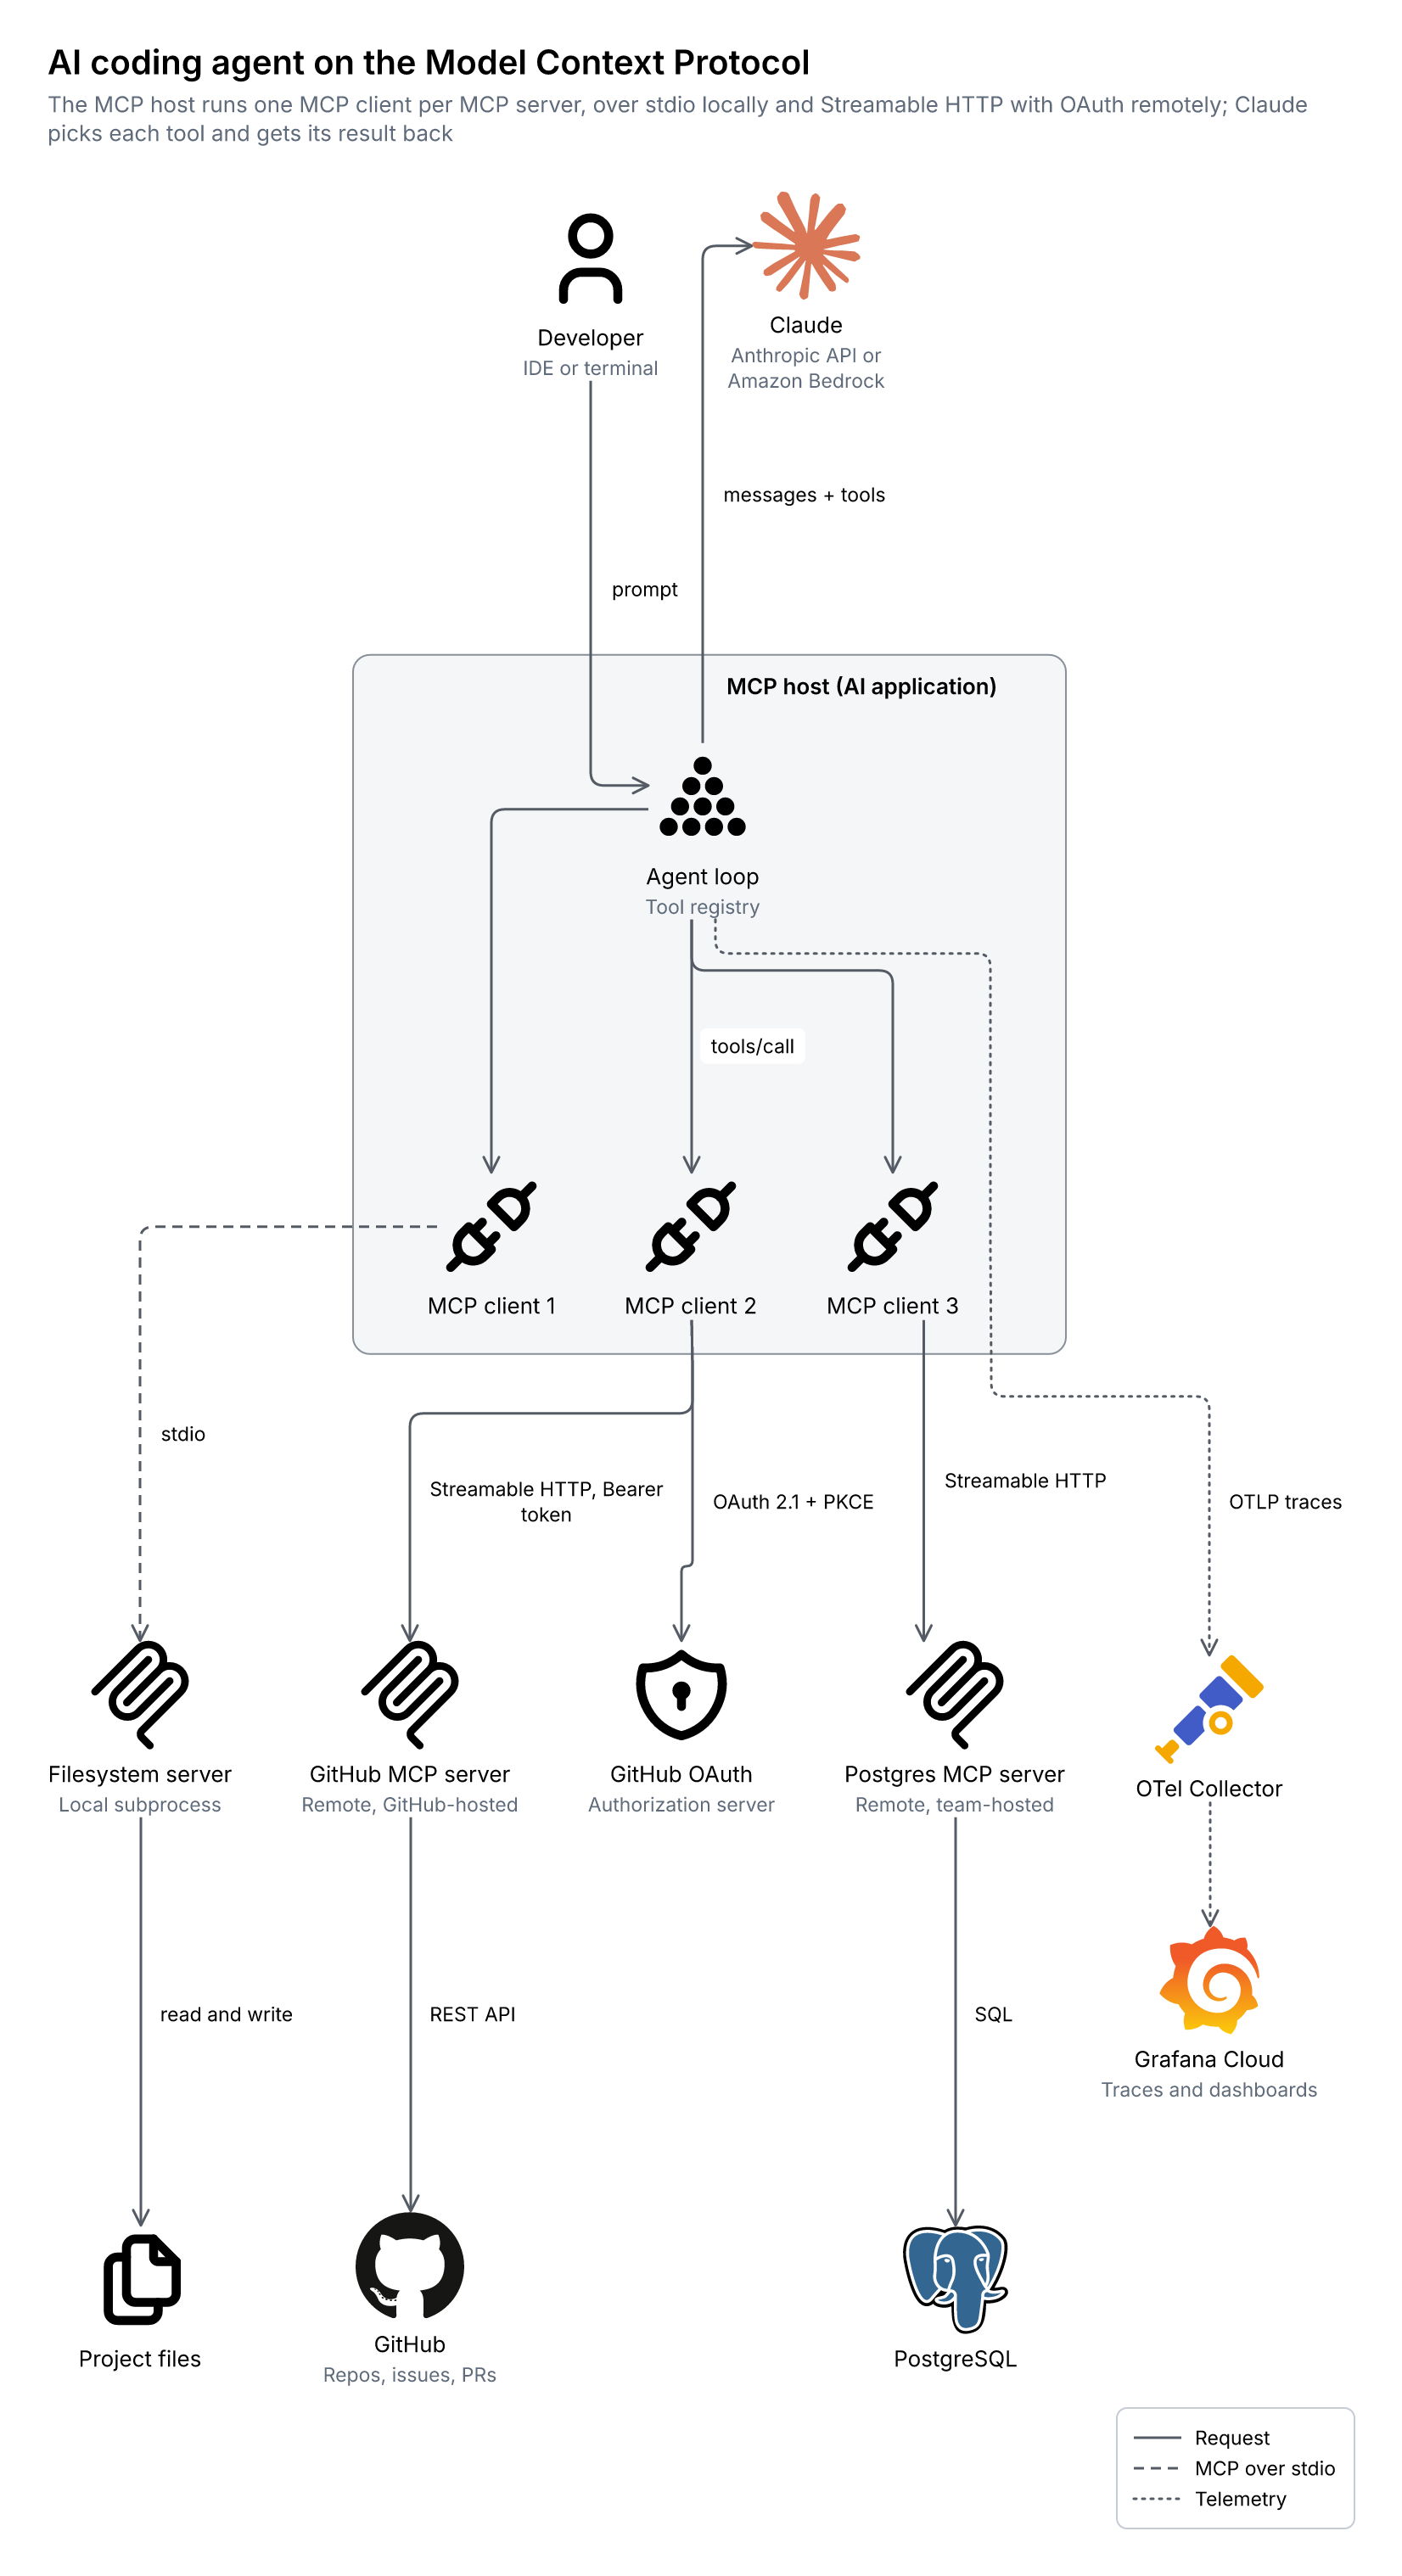 AI coding agent on the Model Context Protocol
The MCP host runs one MCP client per MCP server, over stdio locally and Streamable HTTP with OAuth remotely; Claude
picks each tool and gets its result back
Developer
IDE or terminal
Claude
Anthropic API or
Amazon Bedrock
messages + tools
prompt
MCP host (AI application)
Agent loop
Tool registry
tools/call
MCP client 1
MCP client 2
MCP client 3
stdio
Streamable HTTP, Bearer
token
OAuth 2.1 + PKCE
Streamable HTTP
OTLP traces
Filesystem server
Local subprocess
GitHub MCP server
Remote, GitHub-hosted
GitHub OAuth
Authorization server
Postgres MCP server
Remote, team-hosted
OTel Collector
read and write
REST API
SQL
Grafana Cloud
Traces and dashboards
Project files
GitHub
Repos, issues, PRs
PostgreSQL
Request
MCP over stdio
Telemetry